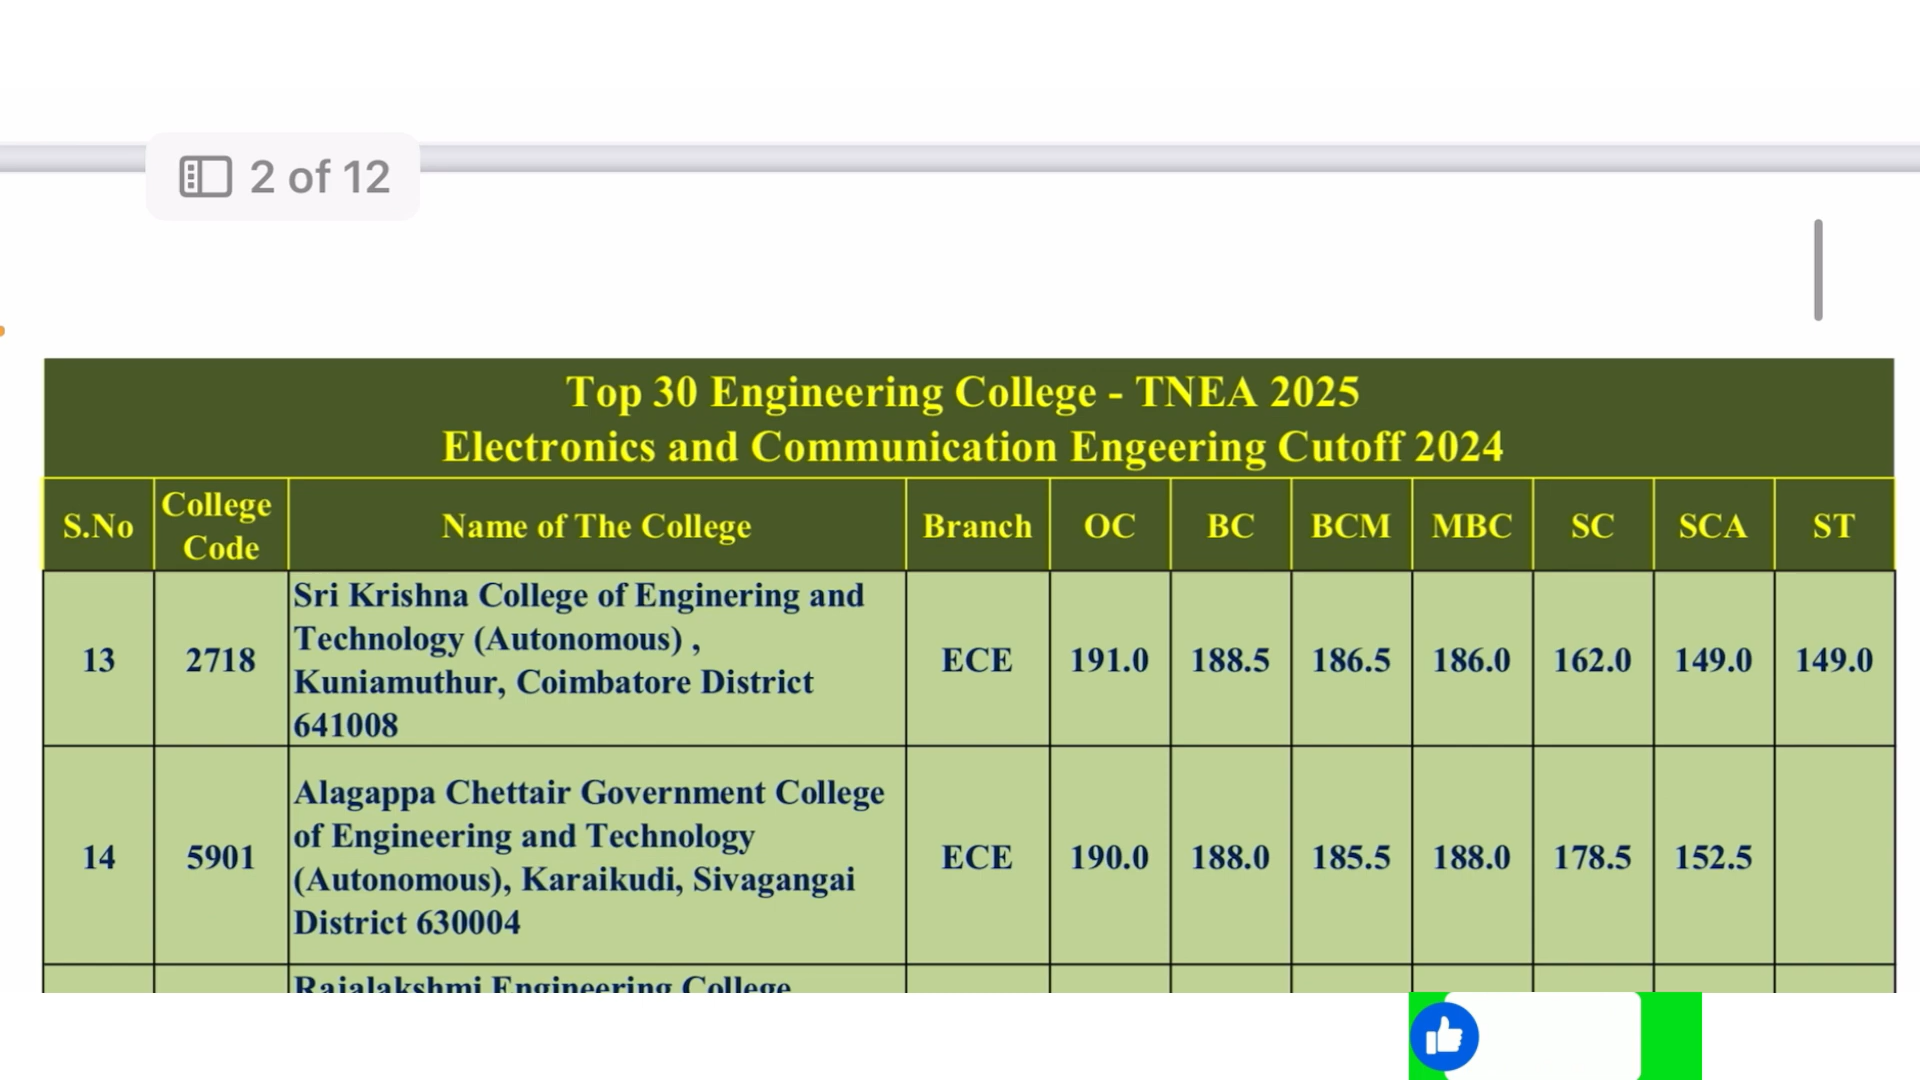 2 of 12
Top 30 Engineering College - TNEA 2025
Electronics and Communication Engeering Cutoff 2024
S.No College Code Name of The College Branch OC BC BCM MBC SC SCA ST
13 2718 Sri Krishna College of Enginering and
Technology (Autonomous) ,
Kuniamuthur, Coimbatore District
641008
ECE 191.0 188.5 186.5 186.0 162.0 149.0 149.0
14 5901 Alagappa Chettair Government College
of Engineering and Technology
(Autonomous), Karaikudi, Sivagangai
District 630004
ECE 190.0 188.0 185.5 188.0 178.5 152.5
Rajalakshmi Engineering College